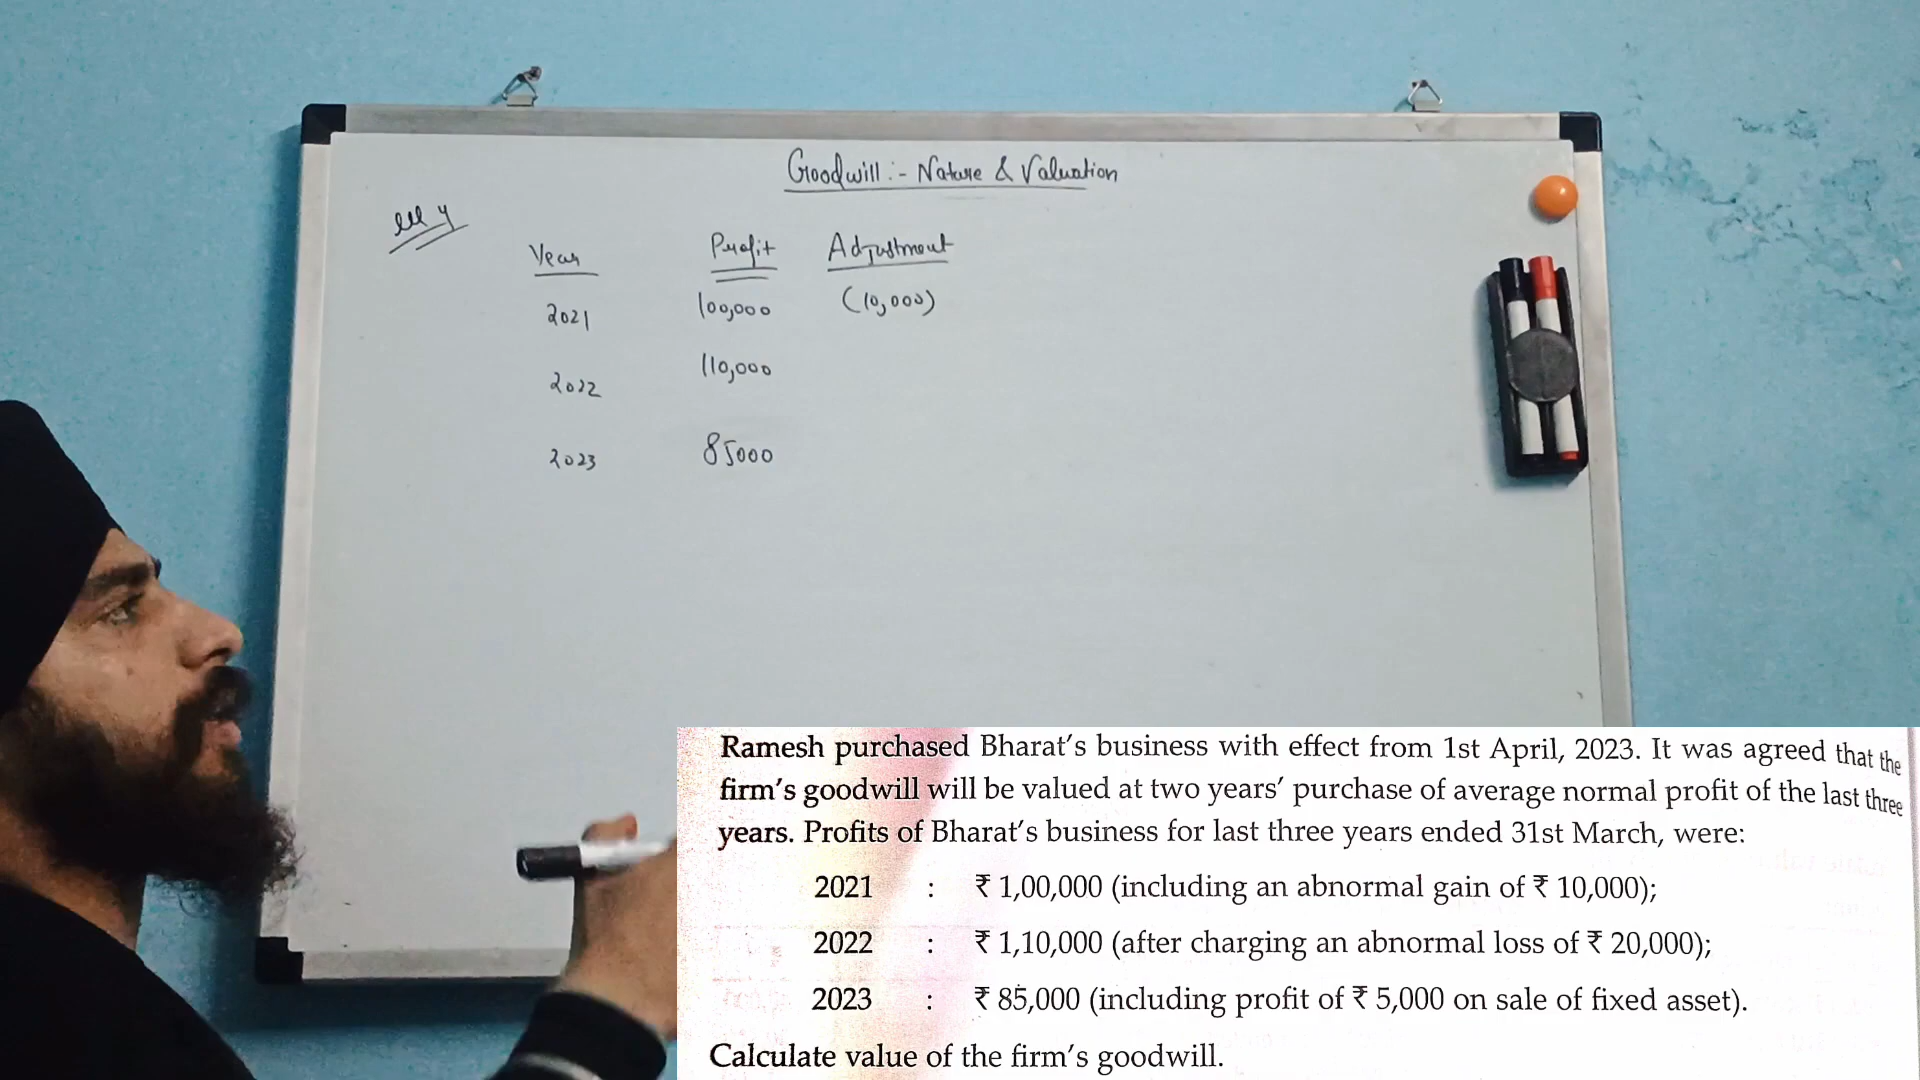 Goodwill :- Nature & Valuation
ill 4
Year Profit Adjustment
2021 100,000 (10,000)
2022 110,000
2023 85000
Ramesh purchased Bharat's business with effect from 1st April, 2023. It was agreed that the
firm's goodwill will be valued at two years' purchase of average normal profit of the last three
years. Profits of Bharat's business for last three years ended 31st March, were:
2021 : ₹ 1,00,000 (including an abnormal gain of ₹ 10,000);
2022 : ₹ 1,10,000 (after charging an abnormal loss of ₹ 20,000);
2023 : ₹ 85,000 (including profit of ₹ 5,000 on sale of fixed asset).
Calculate value of the firm's goodwill.